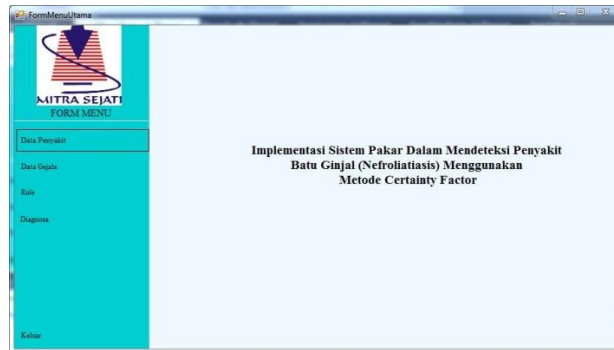 FormMenuUtama
MITRA SEJATI
FORM MENU
Data Penyakit
Data Gejala
Rule
Diagnosa
Keluar
Implementasi Sistem Pakar Dalam Mendeteksi Penyakit
Batu Ginjal (Nefroliatiasis) Menggunakan
Metode Certainty Factor